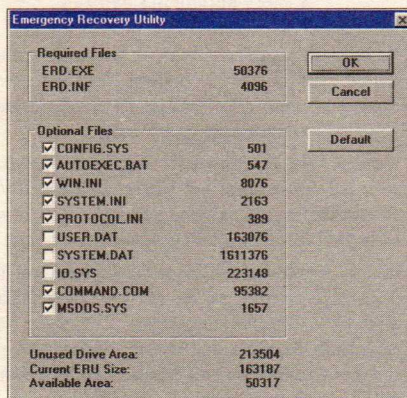 Emergency Recovery Utility
Required Files
ERD.EXE 50376
ERD.INF 4096
OK
Cancel
Default
Optional Files
CONFIG.SYS 501
AUTOEXEC.BAT 547
WIN.INI 8076
SYSTEM.INI 2163
PROTOCOL.INI 389
USER.DAT 163076
SYSTEM.DAT 1611376
IO.SYS 223148
COMMAND.COM 95382
MSDOS.SYS 1657
Unused Drive Area: 213504
Current ERU Size: 163187
Available Area: 50317